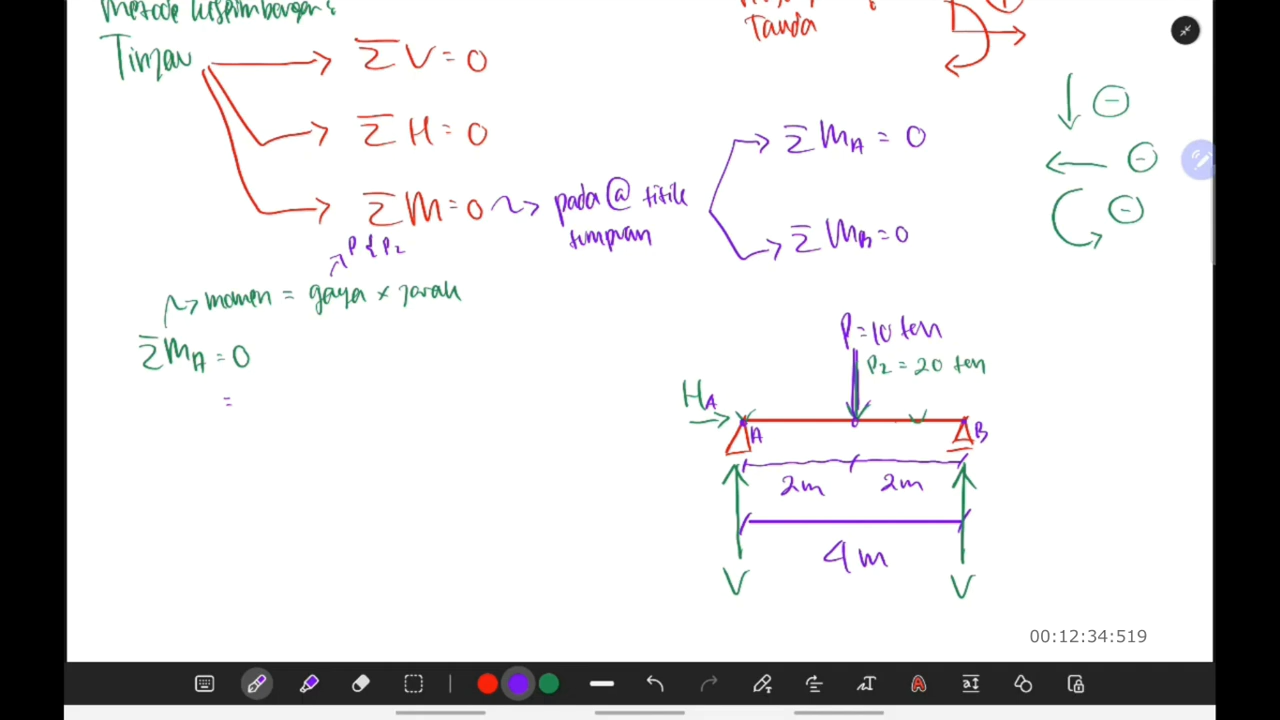 Metode Keseimbangan :
Tinjau
ΣV = 0
ΣH = 0
ΣM = 0
pada @ titik
tumpuan
ΣMA = 0
ΣMB = 0
P & P2
momen = gaya × jarak
ΣMA = 0
=
Tanda
+
-
-
-
P = 10 ton
P2 = 20 ton
HA
A
B
2m
2m
4m
V
V
00:12:34:519